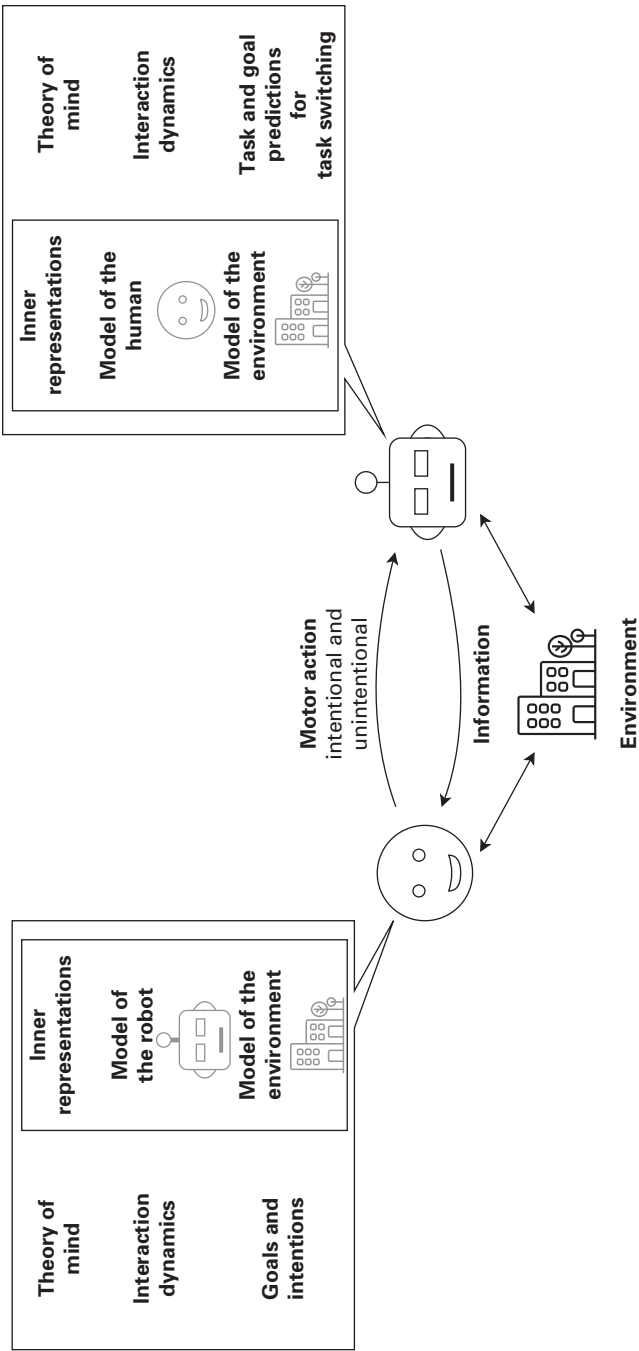 Theory of
mind
Interaction
dynamics
Goals and
intentions
Inner
representations
Model of
the robot
Model of the
environment
Motor action
intentional and
unintentional
Information
Environment
Inner
representations
Model of the
human
Model of the
environment
Theory of
mind
Interaction
dynamics
Task and goal
predictions
for
task switching